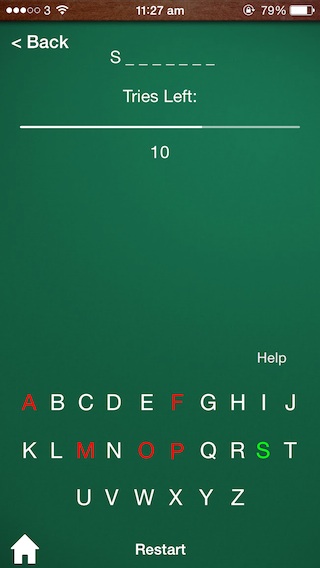 3 11:27 am 79%
< Back
S _ _ _ _ _ _ _
Tries Left:
10
Help
A B C D E F G H I J
K L M N O P Q R S T
U V W X Y Z
Restart